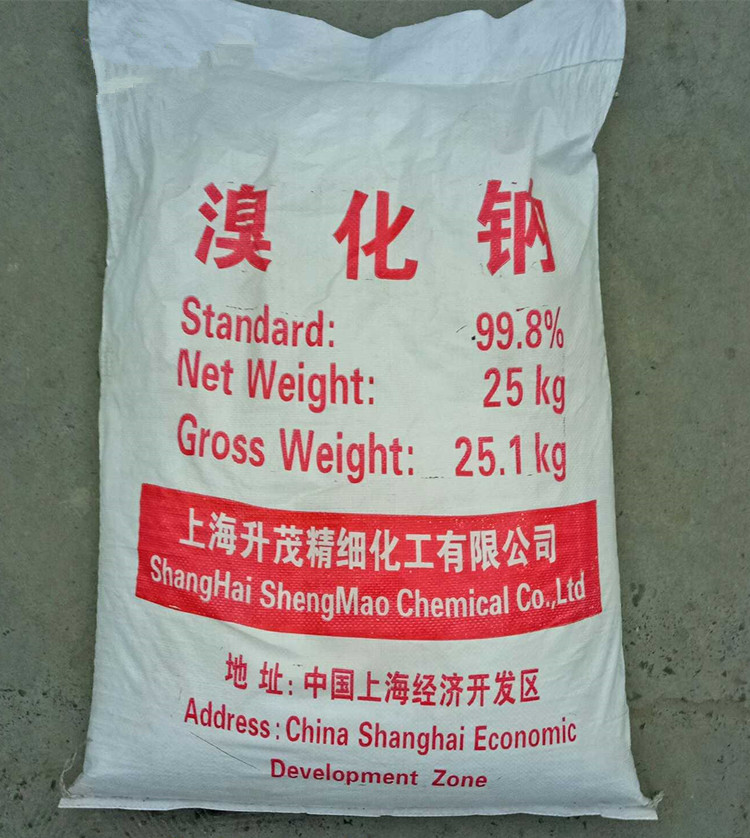 溴化钠
Standard: 99.8%
Net Weight: 25 kg
Gross Weight: 25.1 kg
上海升茂精细化工有限公司
ShangHai ShengMao Chemical Co.,Ltd
地址:中国上海经济开发区
Address:China Shanghai Economic
Development Zone